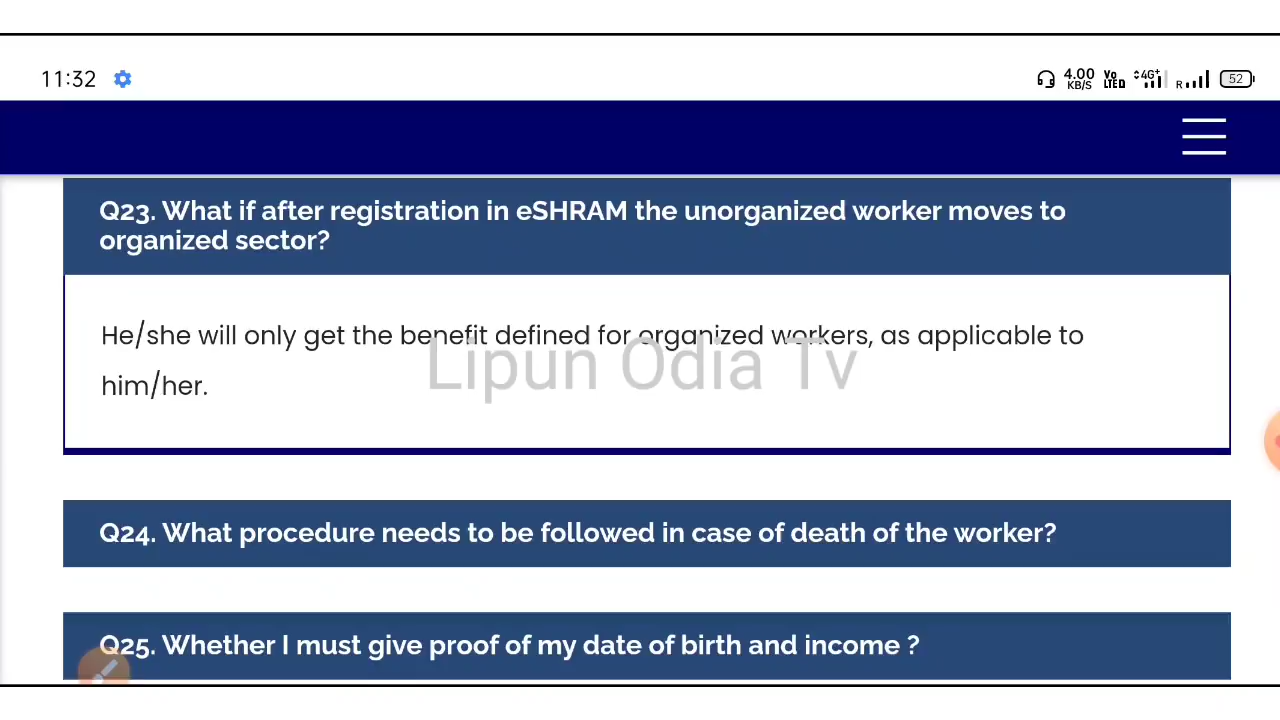 11:32
4.00
KB/S
Vo
LTE
4G+
R
52
Q23. What if after registration in eSHRAM the unorganized worker moves to
organized sector?
He/she will only get the benefit defined for organized workers, as applicable to
Lipun Odia Tv
him/her.
Q24. What procedure needs to be followed in case of death of the worker?
Q25. Whether I must give proof of my date of birth and income ?